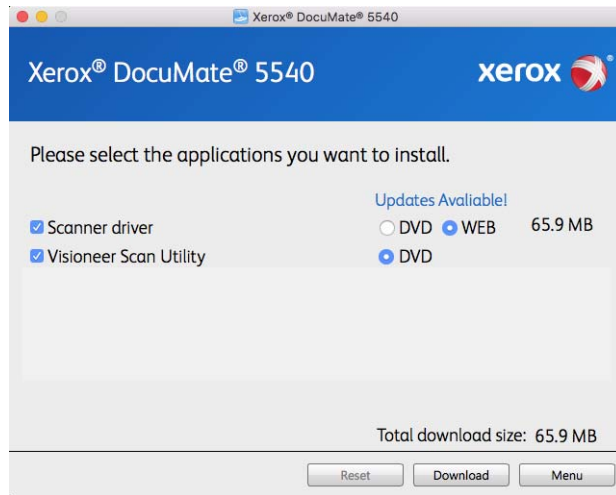 Xerox® DocuMate® 5540
Xerox® DocuMate® 5540
xerox®
Please select the applications you want to install.
Updates Avaliable!
Scanner driver DVD WEB 65.9 MB
Visioneer Scan Utility DVD
Total download size: 65.9 MB
Reset Download Menu